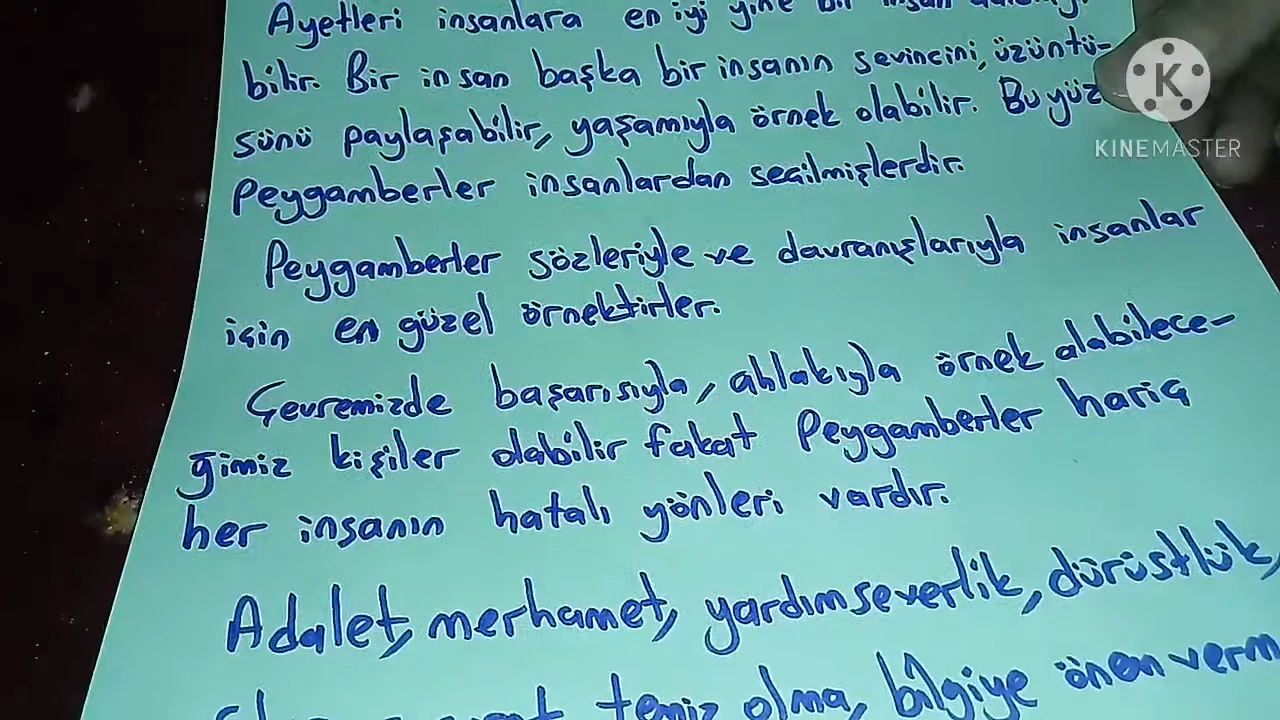 Ayetleri insanlara en iyi yine bir insan
bilir. Bir insan başka bir insanın sevincini, üzüntü-
sünü paylaşabilir, yaşamıyla örnek olabilir. Bu yüz
Peygamberler insanlardan seçilmişlerdir.
Peygamberler sözleriyle ve davranışlarıyla insanlar
için en güzel örnektirler.
Çevremizde başarısıyla, ahlakıyla örnek alabilece-
ğimiz kişiler olabilir fakat Peygamberler hariç
her insanın hatalı yönleri vardır.
Adalet, merhamet, yardımseverlik, dürüstlük,
temiz olma, bilgiye önem verm
K
KINEMASTER